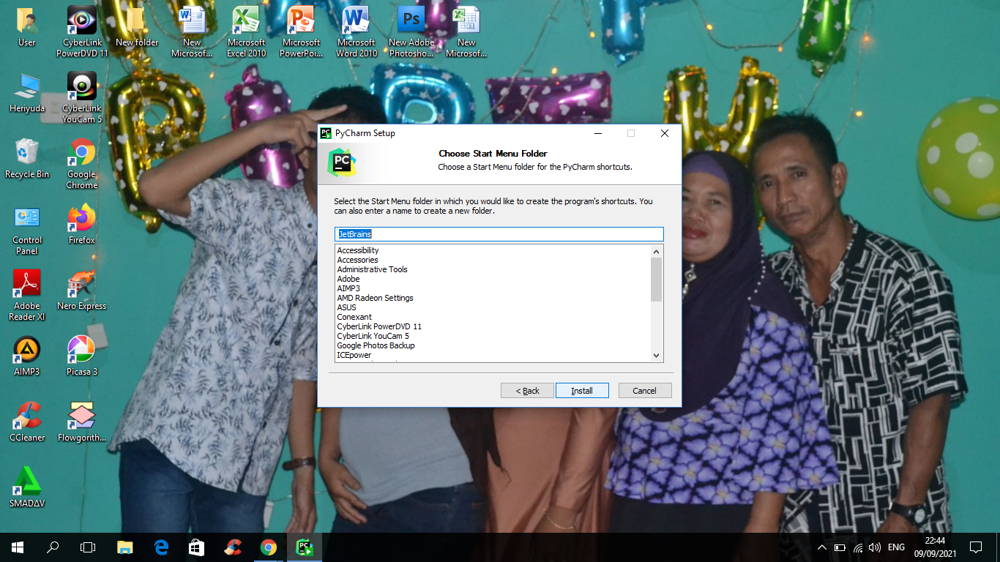 User
CyberLink
PowerDVD 11
New folder
New
Microsof...
Microsoft
Excel 2010
Microsoft
PowerPoi...
Microsoft
Word 2010
Ps
New Adobe
Photosho...
New
Microsof...
Heriyuda
CyberLink
YouCam 5
Recycle Bin
Google
Chrome
Control
Panel
Firefox
Adobe
Reader XI
Nero Express
AIMP3
Picasa 3
CCleaner
Flowgorith...
SMADΔV
PC
PyCharm Setup
PC
Choose Start Menu Folder
Choose a Start Menu folder for the PyCharm shortcuts.
Select the Start Menu folder in which you would like to create the program's shortcuts. You
can also enter a name to create a new folder.
JetBrains
Accessibility
Accessories
Administrative Tools
Adobe
AIMP3
AMD Radeon Settings
ASUS
Conexant
CyberLink PowerDVD 11
CyberLink YouCam 5
Google Photos Backup
ICEpower
< Back
Install
Cancel
PC
ENG
22:44
09/09/2021